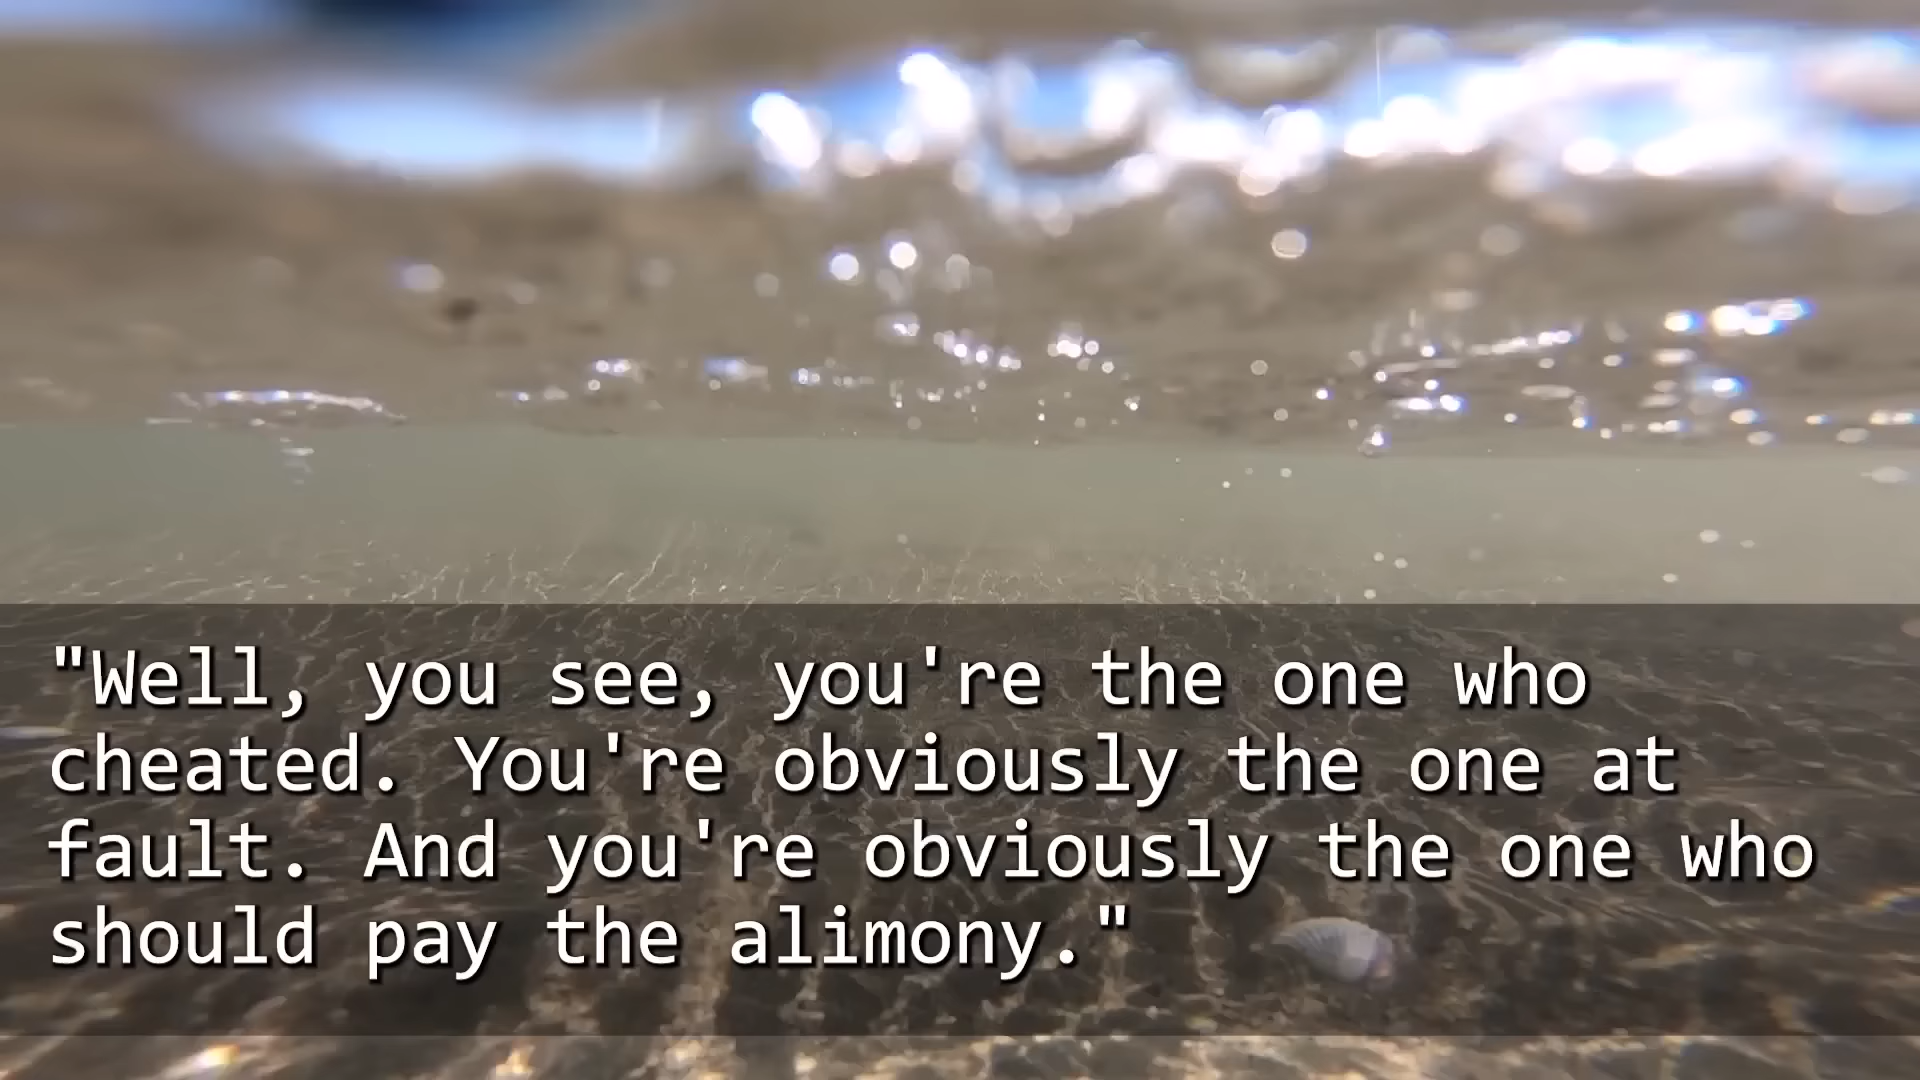 "Well, you see, you're the one who
cheated. You're obviously the one at
fault. And you're obviously the one who
should pay the alimony."